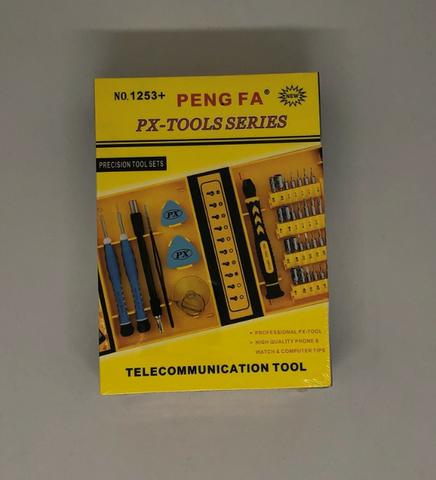 NO.1253+
PENG FA®
NEW
PX-TOOLS SERIES
PRECISION TOOL SETS
PX
PX
• PROFESSIONAL PX-TOOL
• HIGH QUALITY PHONE &
WATCH & COMPUTER TIPS
TELECOMMUNICATION TOOL